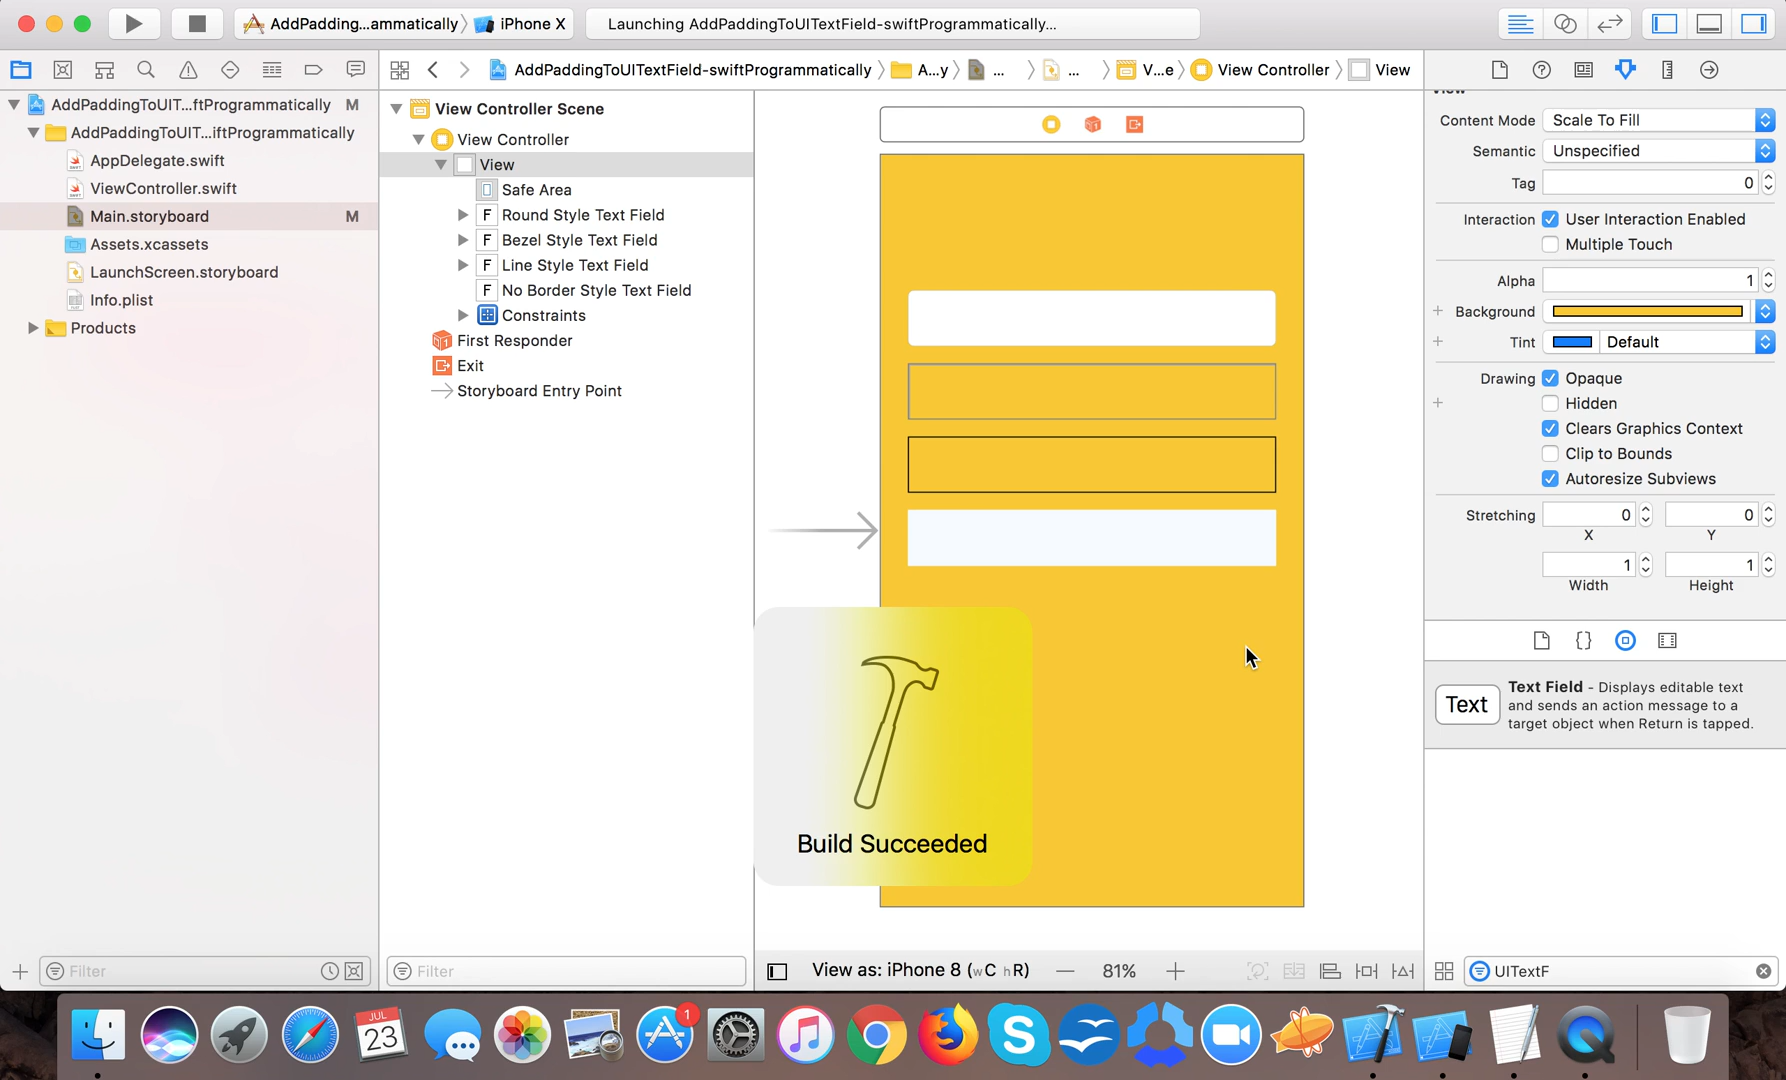 AddPadding...ammatically
iPhone X
Launching AddPaddingToUITextField-swiftProgrammatically...
AddPaddingToUITextField-swiftProgrammatically
A...y
...
...
V...e
View Controller
View
AddPaddingToUIT...ftProgrammatically
M
AddPaddingToUIT...iftProgrammatically
AppDelegate.swift
ViewController.swift
Main.storyboard
M
Assets.xcassets
LaunchScreen.storyboard
Info.plist
Products
View Controller Scene
View Controller
View
Safe Area
F Round Style Text Field
F Bezel Style Text Field
F Line Style Text Field
F No Border Style Text Field
Constraints
First Responder
Exit
Storyboard Entry Point
Build Succeeded
Content Mode Scale To Fill
Semantic Unspecified
Tag 0
Interaction User Interaction Enabled
Multiple Touch
Alpha 1
Background
Tint Default
Drawing Opaque
Hidden
Clears Graphics Context
Clip to Bounds
Autoresize Subviews
Stretching 0 0
X Y
1 1
Width Height
Text
Text Field - Displays editable text
and sends an action message to a
target object when Return is tapped.
Filter
Filter
View as: iPhone 8 (wC hR)
81%
UITextF
JUL
23
1